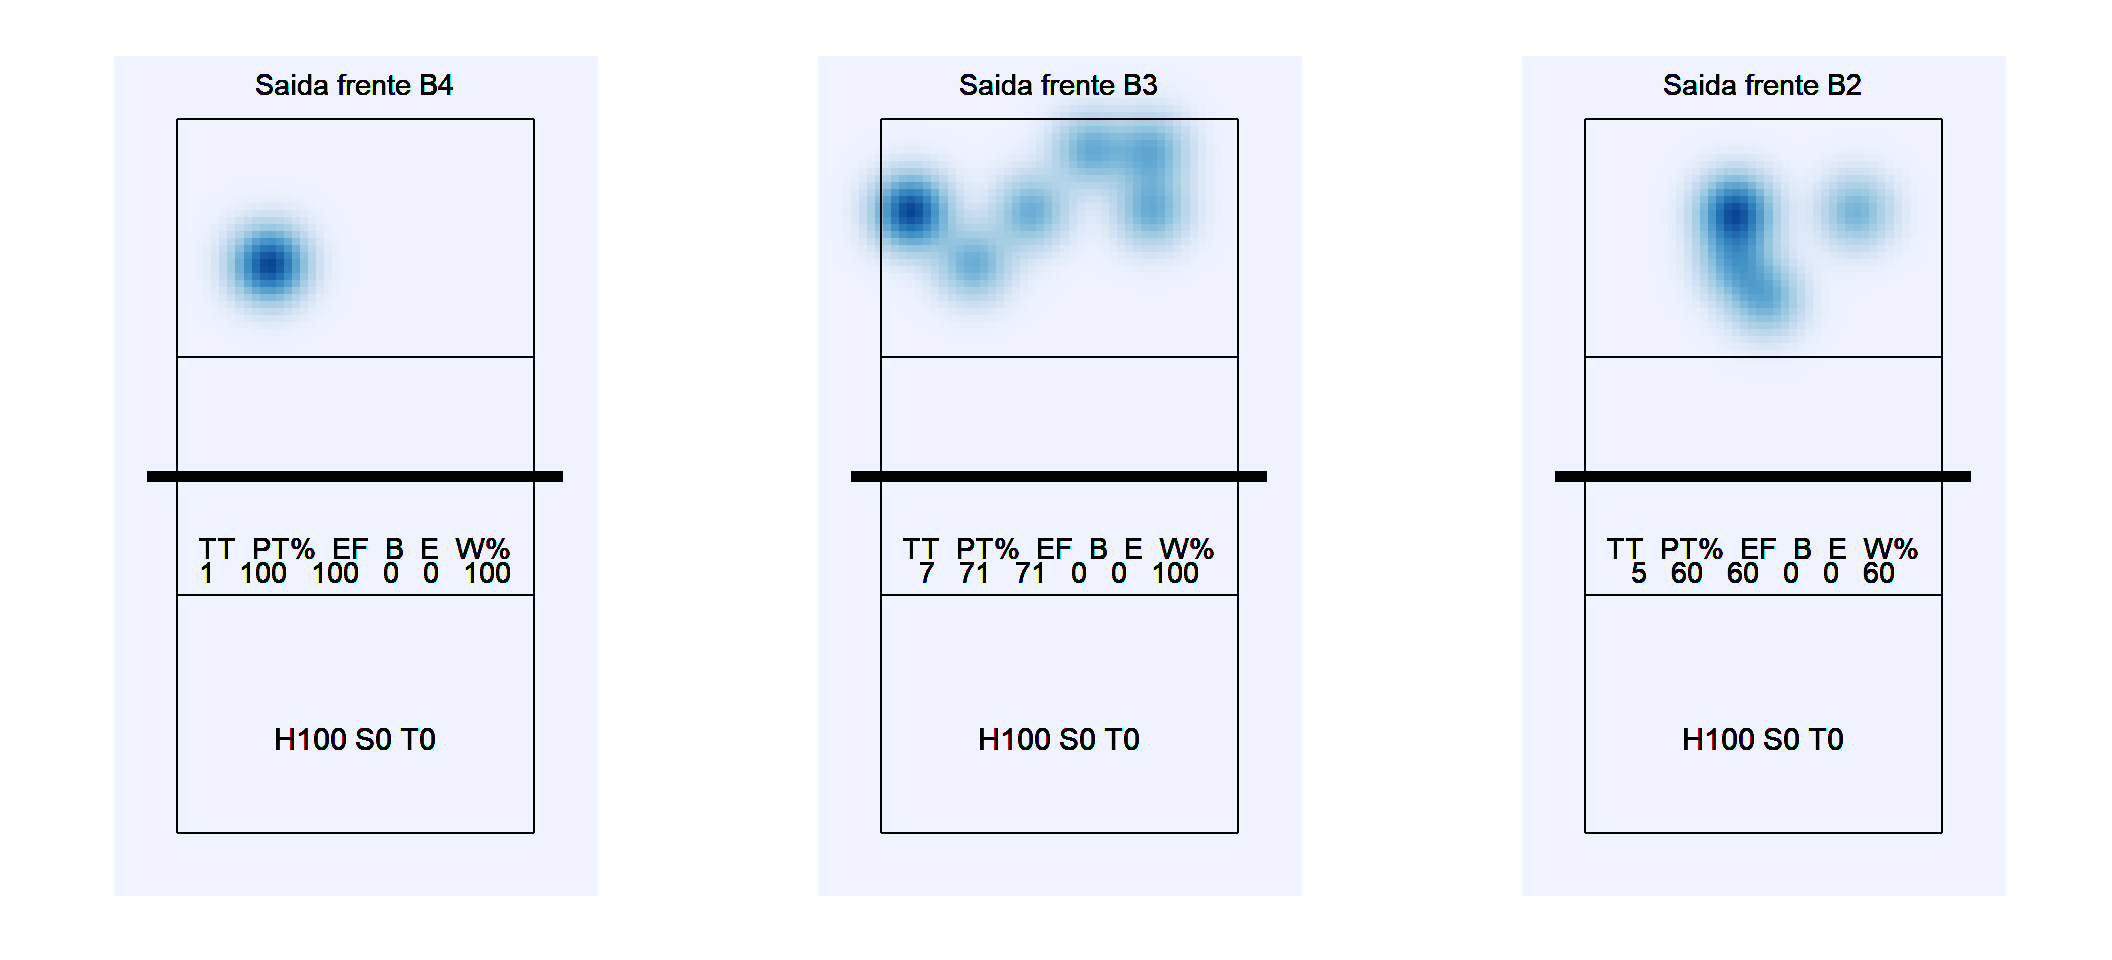 Saida frente B4
TT PT% EF B E W%
1 100 100 0 0 100
H100 S0 T0
Saida frente B3
TT PT% EF B E W%
7 71 71 0 0 100
H100 S0 T0
Saida frente B2
TT PT% EF B E W%
5 60 60 0 0 60
H100 S0 T0